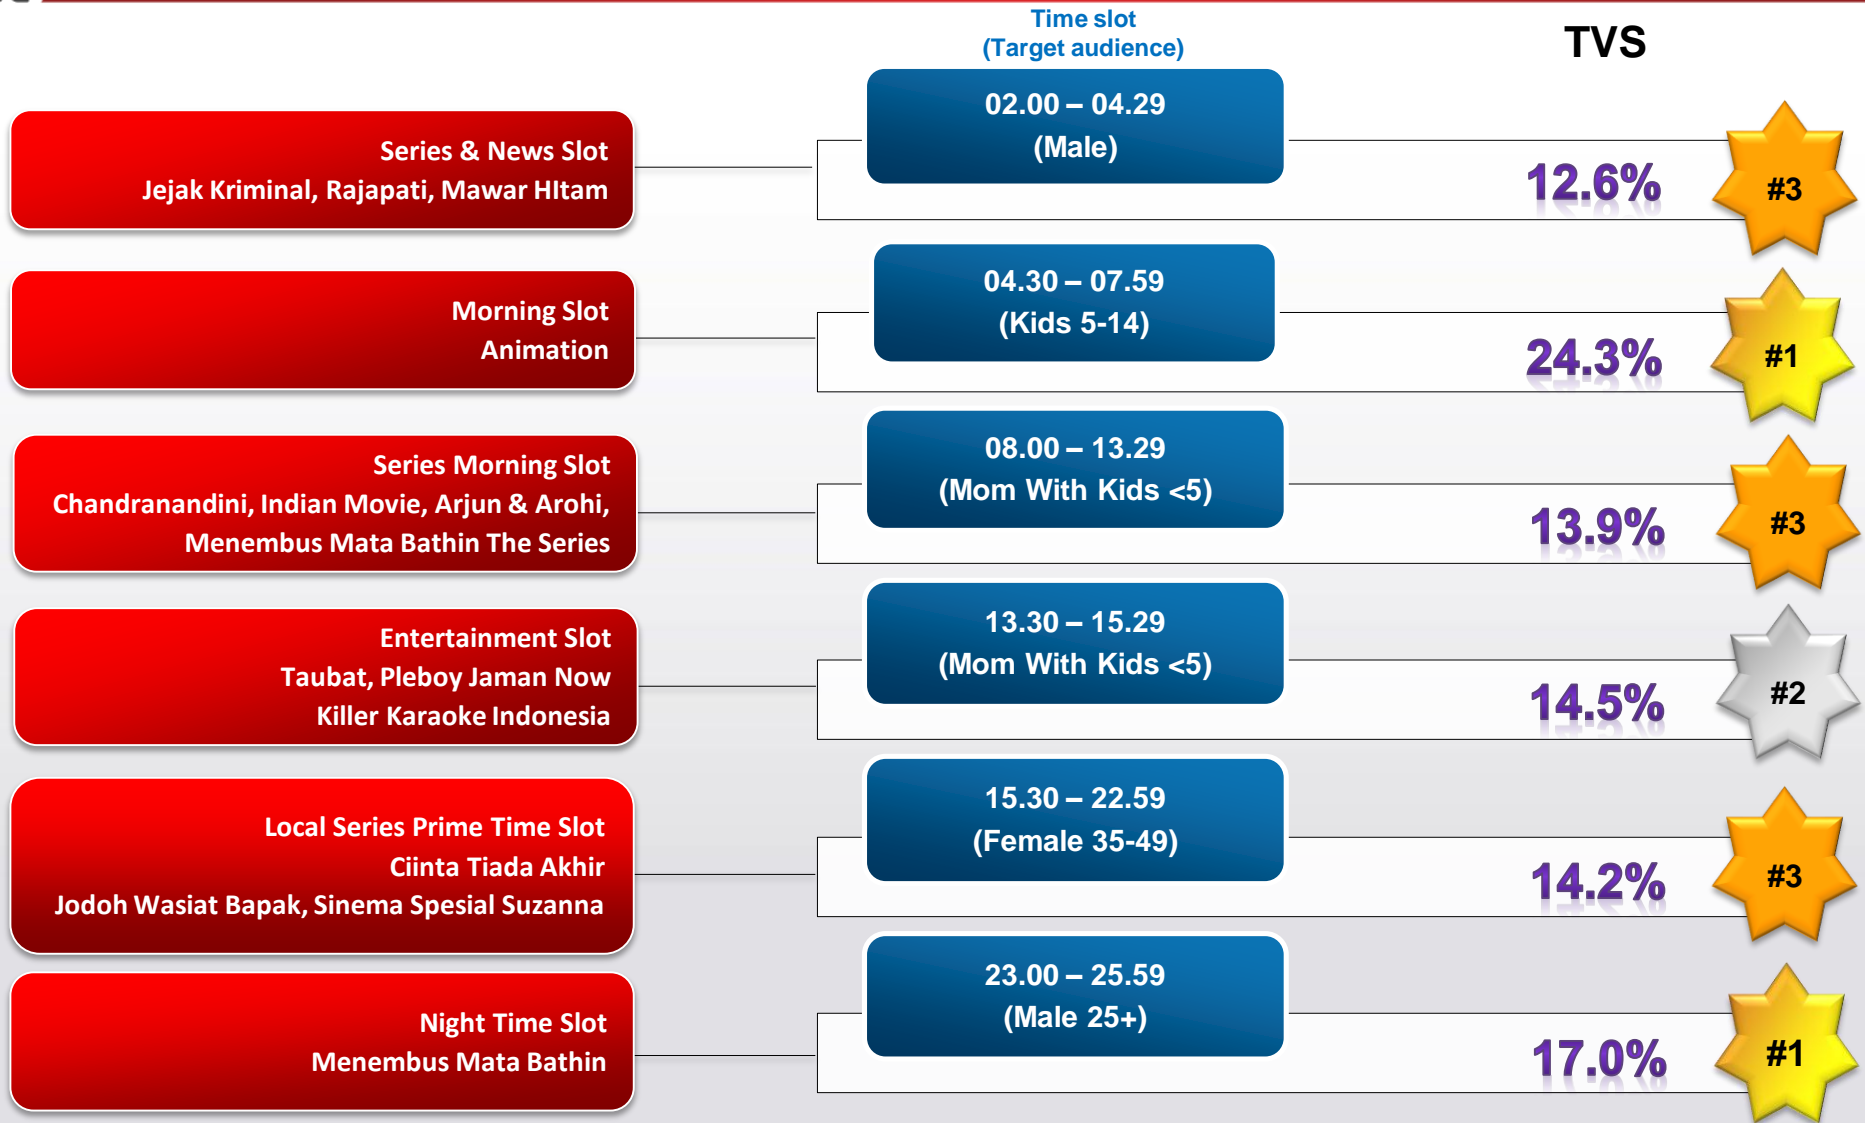 Time slot
(Target audience)
TVS
Series & News Slot
Jejak Kriminal, Rajapati, Mawar HItam
02.00 – 04.29
(Male)
12.6%
#3
Morning Slot
Animation
04.30 – 07.59
(Kids 5-14)
24.3%
#1
Series Morning Slot
Chandranandini, Indian Movie, Arjun & Arohi,
Menembus Mata Bathin The Series
08.00 – 13.29
(Mom With Kids <5)
13.9%
#3
Entertainment Slot
Taubat, Pleboy Jaman Now
Killer Karaoke Indonesia
13.30 – 15.29
(Mom With Kids <5)
14.5%
#2
Local Series Prime Time Slot
Ciinta Tiada Akhir
Jodoh Wasiat Bapak, Sinema Spesial Suzanna
15.30 – 22.59
(Female 35-49)
14.2%
#3
Night Time Slot
Menembus Mata Bathin
23.00 – 25.59
(Male 25+)
17.0%
#1